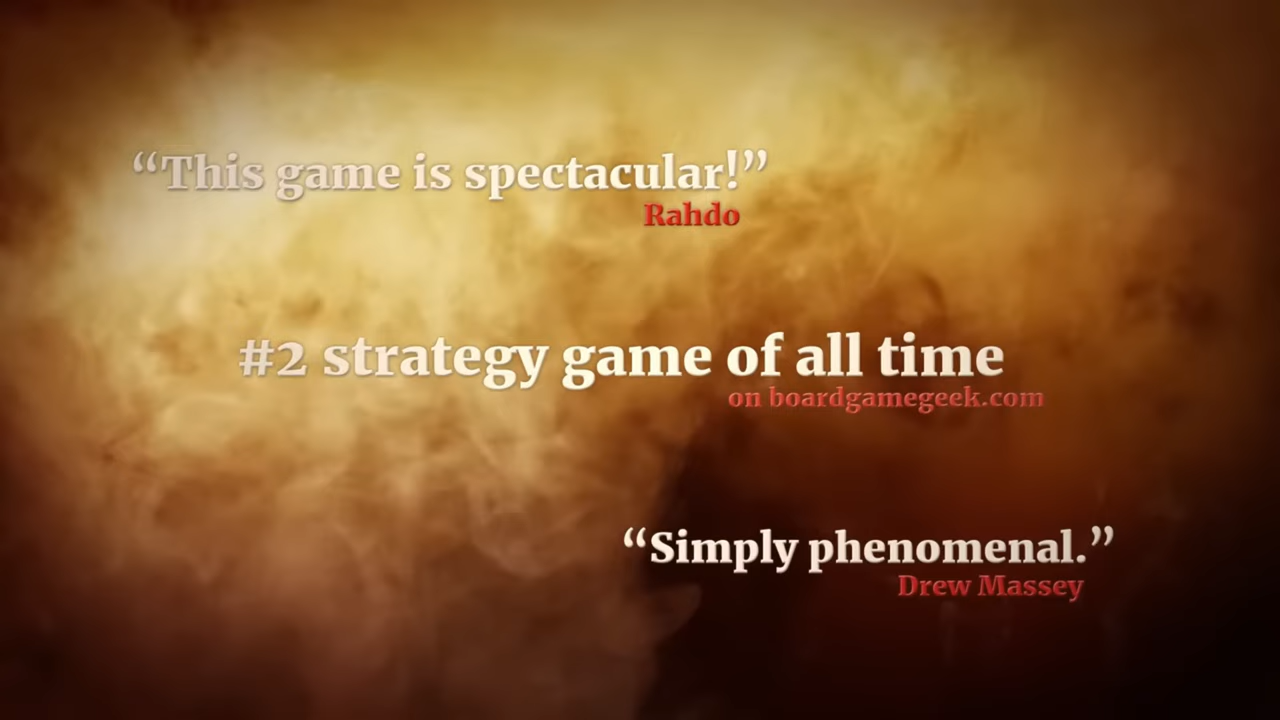 “This game is spectacular!”
Rahdo
#2 strategy game of all time
on boardgamegeek.com
“Simply phenomenal.”
Drew Massey